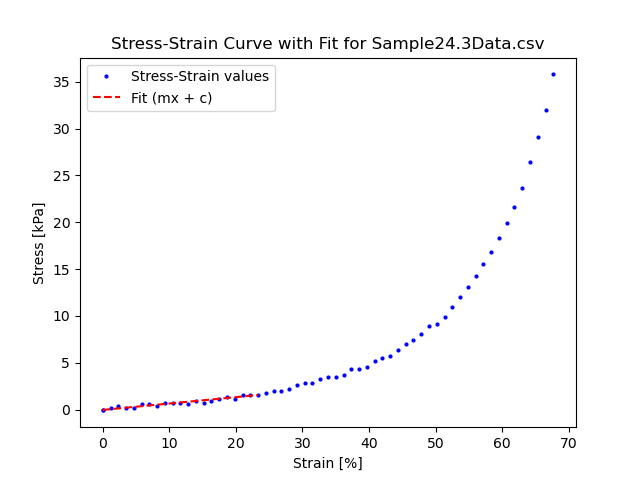 Stress-Strain Curve with Fit for Sample24.3Data.csv
Stress-Strain values
Fit (mx + c)
Stress [kPa]
35
30
25
20
15
10
5
0
0 10 20 30 40 50 60 70
Strain [%]